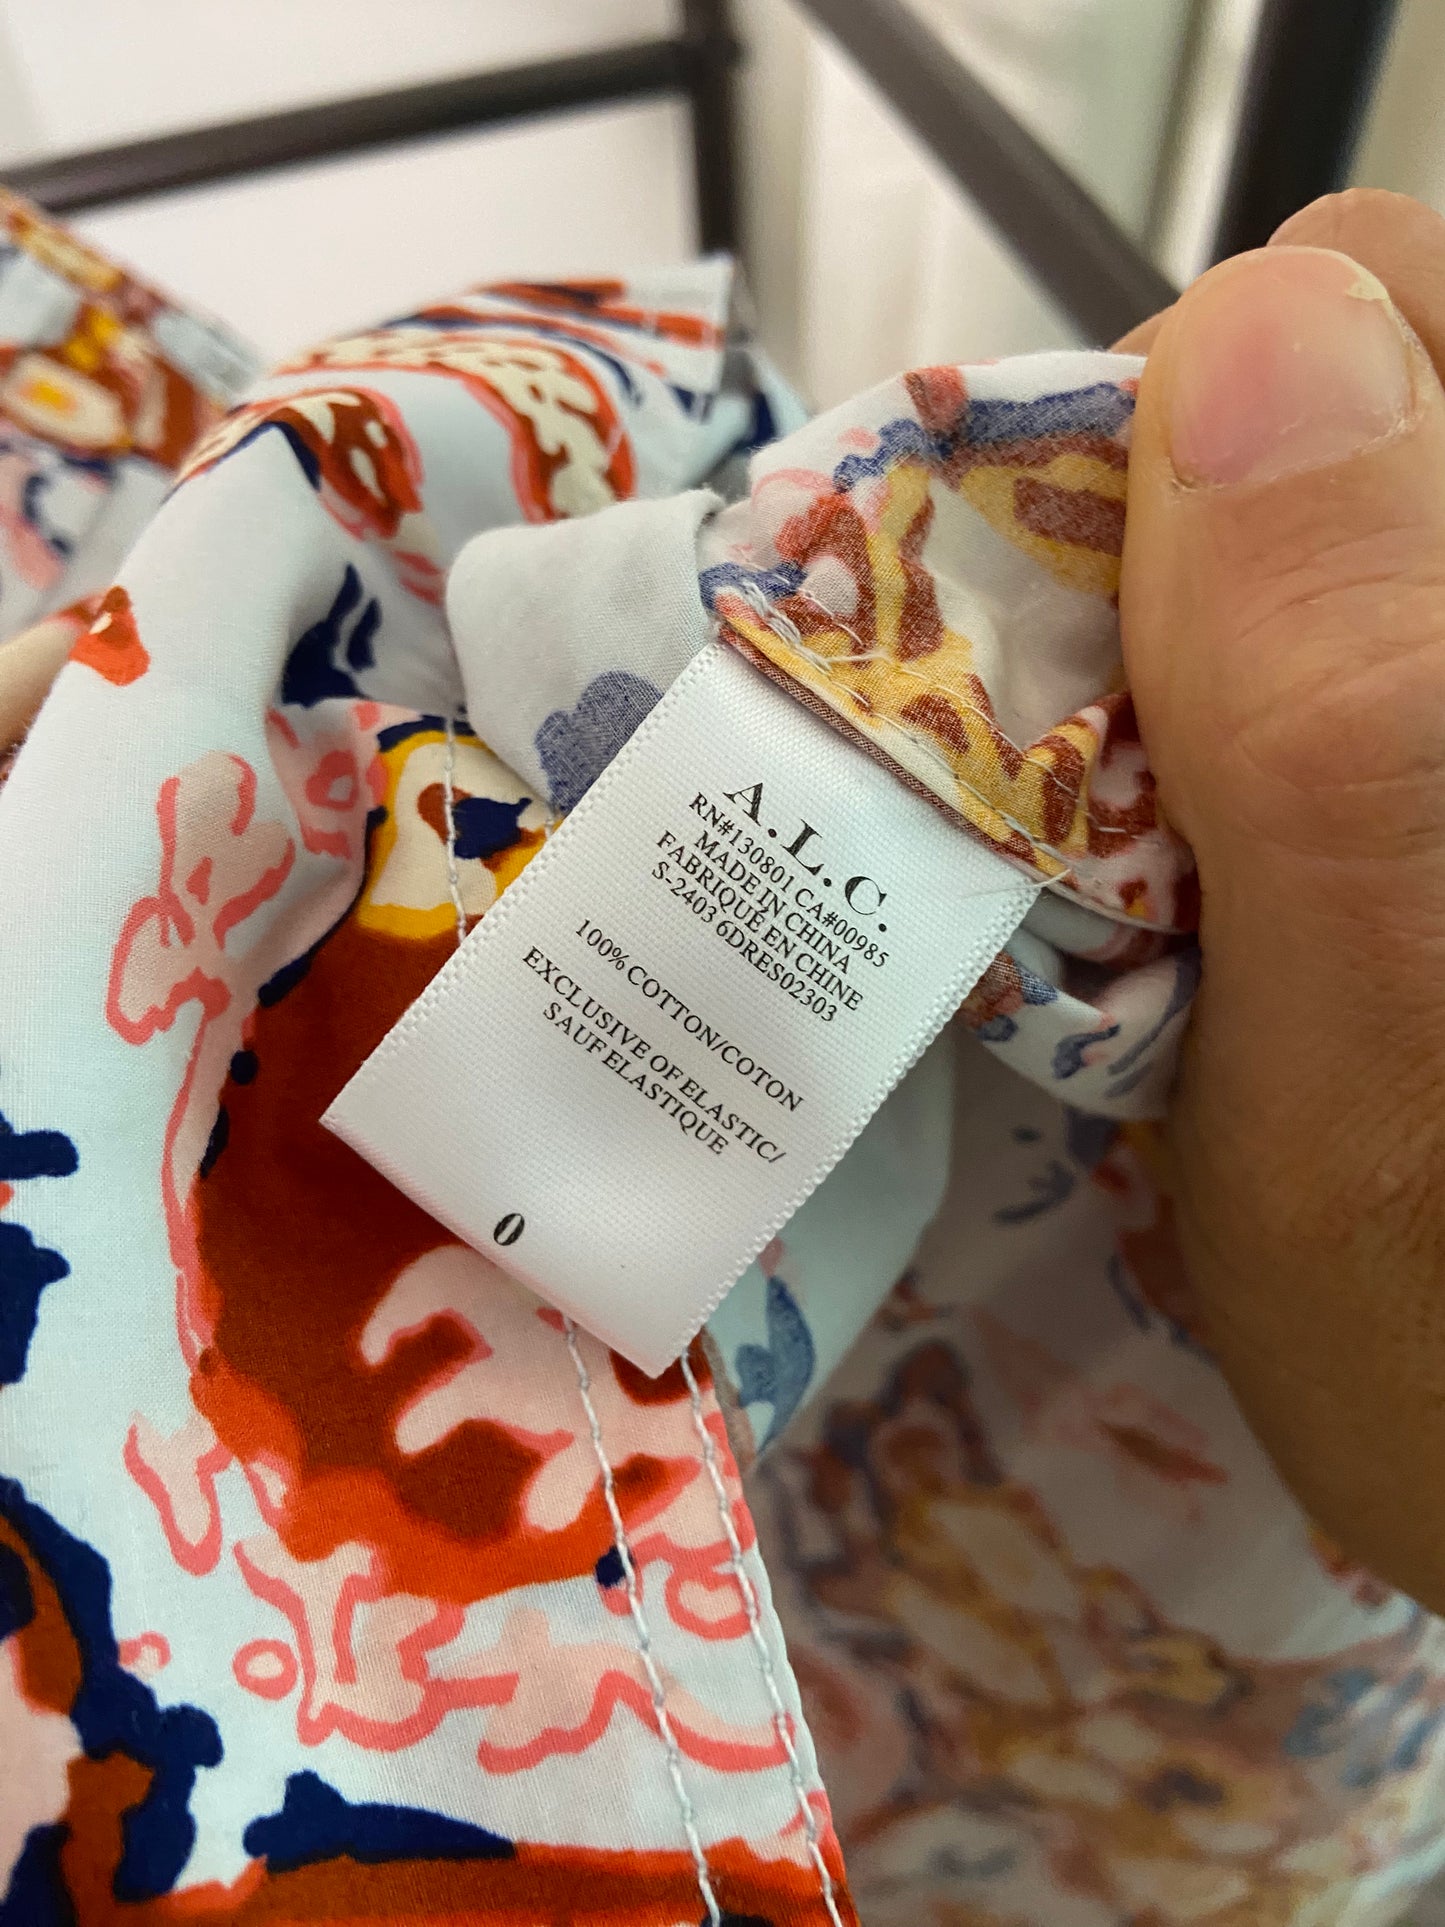 A.L.C.
RN#130801 CA#00985
MADE IN CHINA
FABRIQUÉ EN CHINE
S-2403 6DRES02303
100% COTTON/COTON
EXCLUSIVE OF ELASTIC/
SAUF ELASTIQUE
0